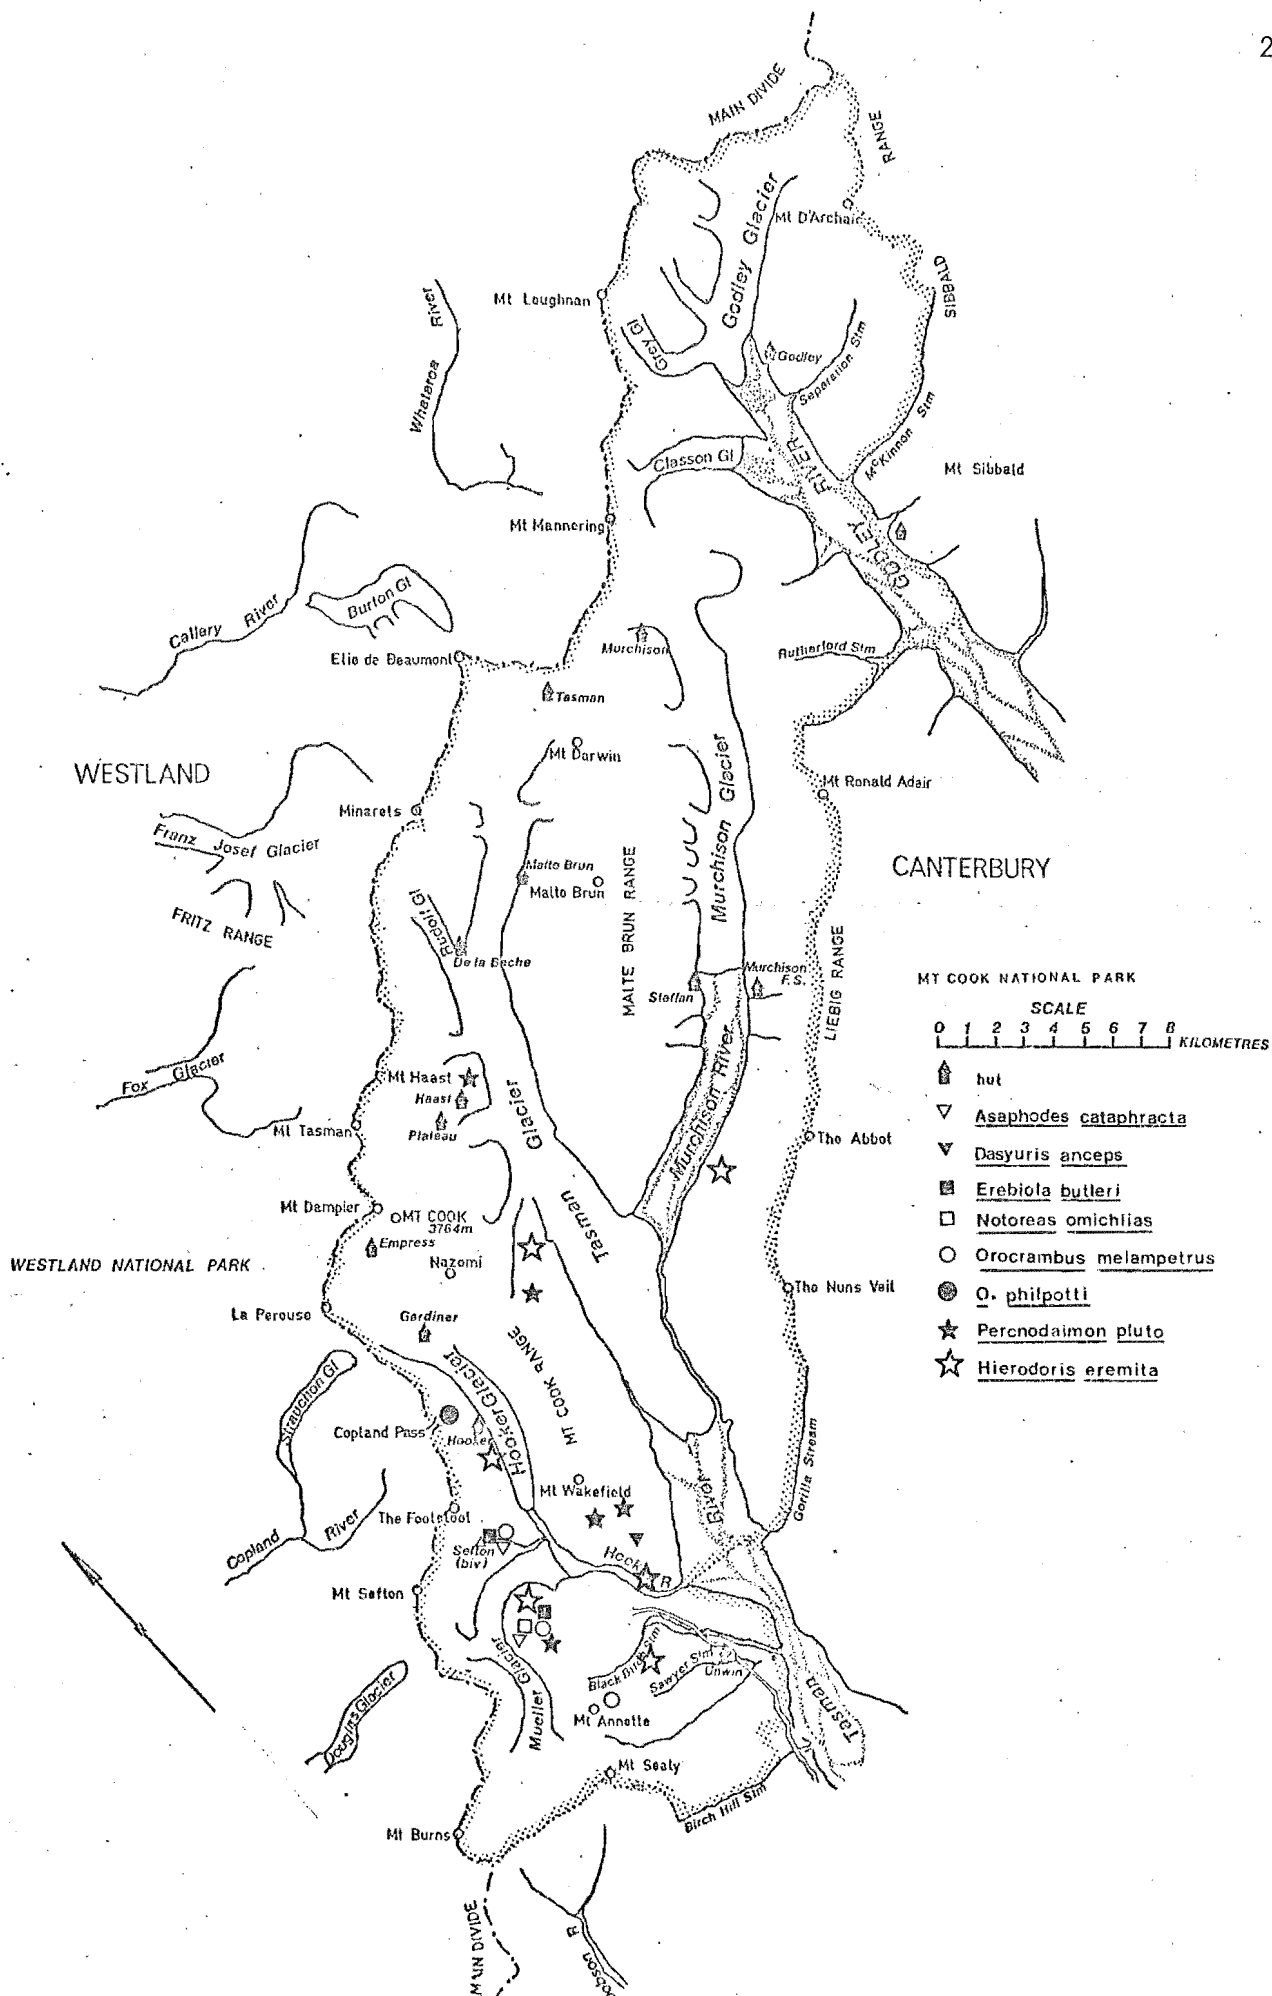 2
MAIN DIVIDE
RANGE
Godley Glacier
Mt D'Archaic
SIBBALD
Mt Loughnan
Whataroa River
Grey Gl
Godley
Separation Stm
McKinnon Stm
Classon Gl
Mt Sibbald
GODLEY RIVER
Mt Mannering
Burton Gl
Callery River
Elie de Beaumont
Murchison
Rutherford Stm
Tasman
Mt Darwin
WESTLAND
Mt Ronald Adair
Minarets
Murchison Glacier
Franz Josef Glacier
CANTERBURY
Malte Brun
Malte Brun
MALTE BRUN RANGE
FRITZ RANGE
Rudolf Gl
De la Beche
LIEBIG RANGE
Murchison
F.S.
Steffan
MT COOK NATIONAL PARK
SCALE
0 1 2 3 4 5 6 7 8 KILOMETRES
Fox Glacier
Mt Haast
Haast
Plateau
Mt Tasman
Tasman Glacier
Murchison River
hut
Asaphodes cataphracta
The Abbot
Dasyuris anceps
Erebiola butleri
Mt Dampier
MT COOK
3764m
Notoreas omichlias
Empress
WESTLAND NATIONAL PARK
Nazomi
Orocrambus melampetrus
The Nuns Veil
O. philpotti
La Perouse
Gardiner
Percnodaimon pluto
Hierodoris eremita
Strauchon Gl
Hooker Glacier
MT COOK RANGE
Copland Pass
Hooker
Gorilla Stream
Mt Wakefield
River
The Footstool
Copland River
Sefton
(biv)
Hook R
Mt Sefton
Mueller Glacier
Black Birch Stm
Sawyer Stm
Unwin
Tasman
Douglas Glacier
Mt Annette
Mt Sealy
Birch Hill Stm
Mt Burns
MAIN DIVIDE
obson R